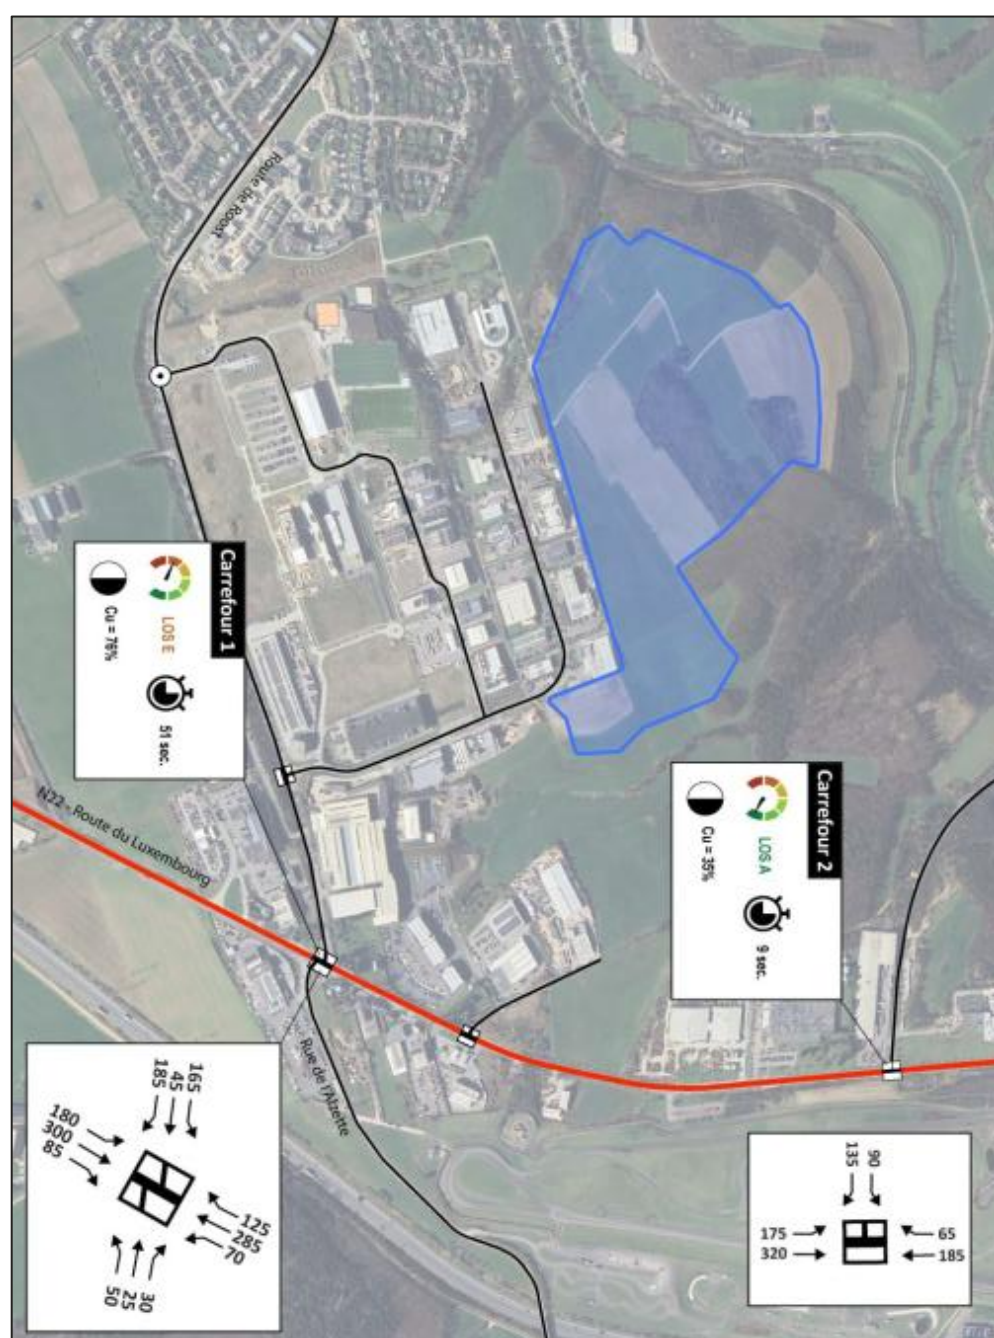 Route de Roost
Carrefour 1
LOS E
51 sec.
Cu = 76%
N22 - Route du Luxembourg
Rue de l'Alzette
Carrefour 2
LOS A
9 sec.
Cu = 35%
165
45
185
180
300
85
125
285
70
30
25
50
90
135
175
320
65
185